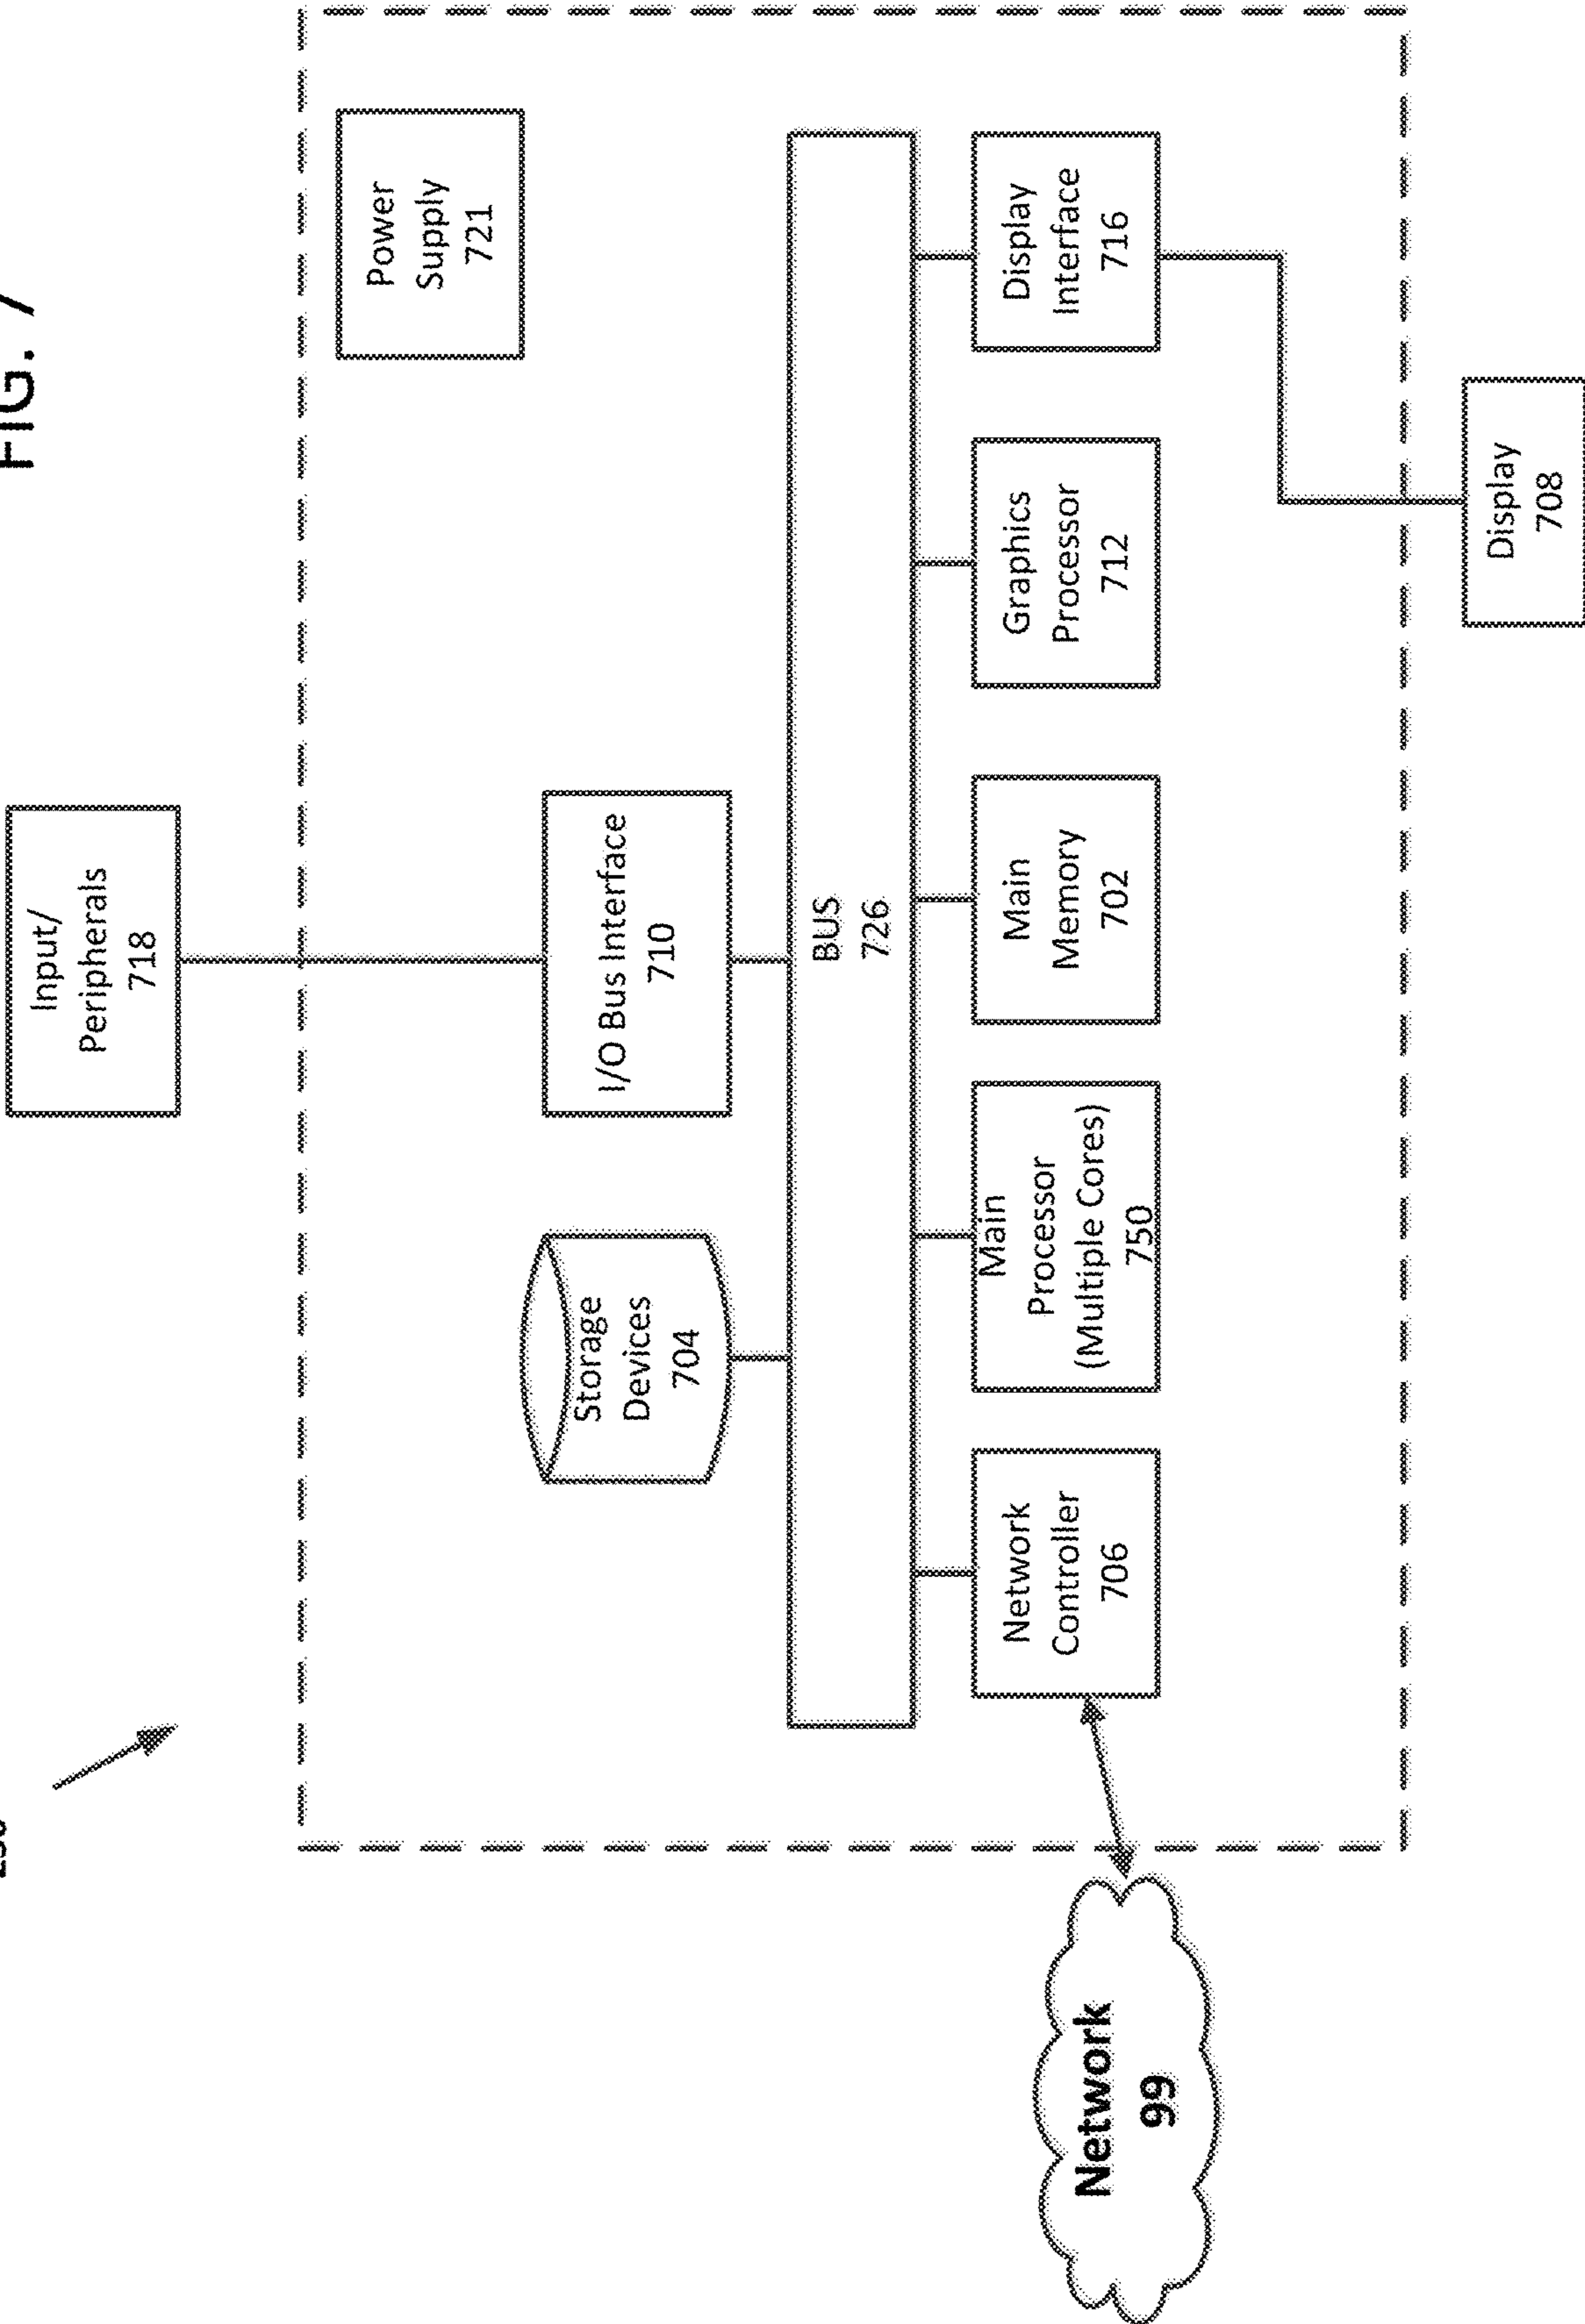 FIG. 7
Input/
Peripherals
718
Power
Supply
721
Storage
Devices
704
I/O Bus Interface
710
BUS
726
Network
Controller
706
Main
Processor
(Multiple Cores)
750
Main
Memory
702
Graphics
Processor
712
Display
Interface
716
Network
99
Display
708